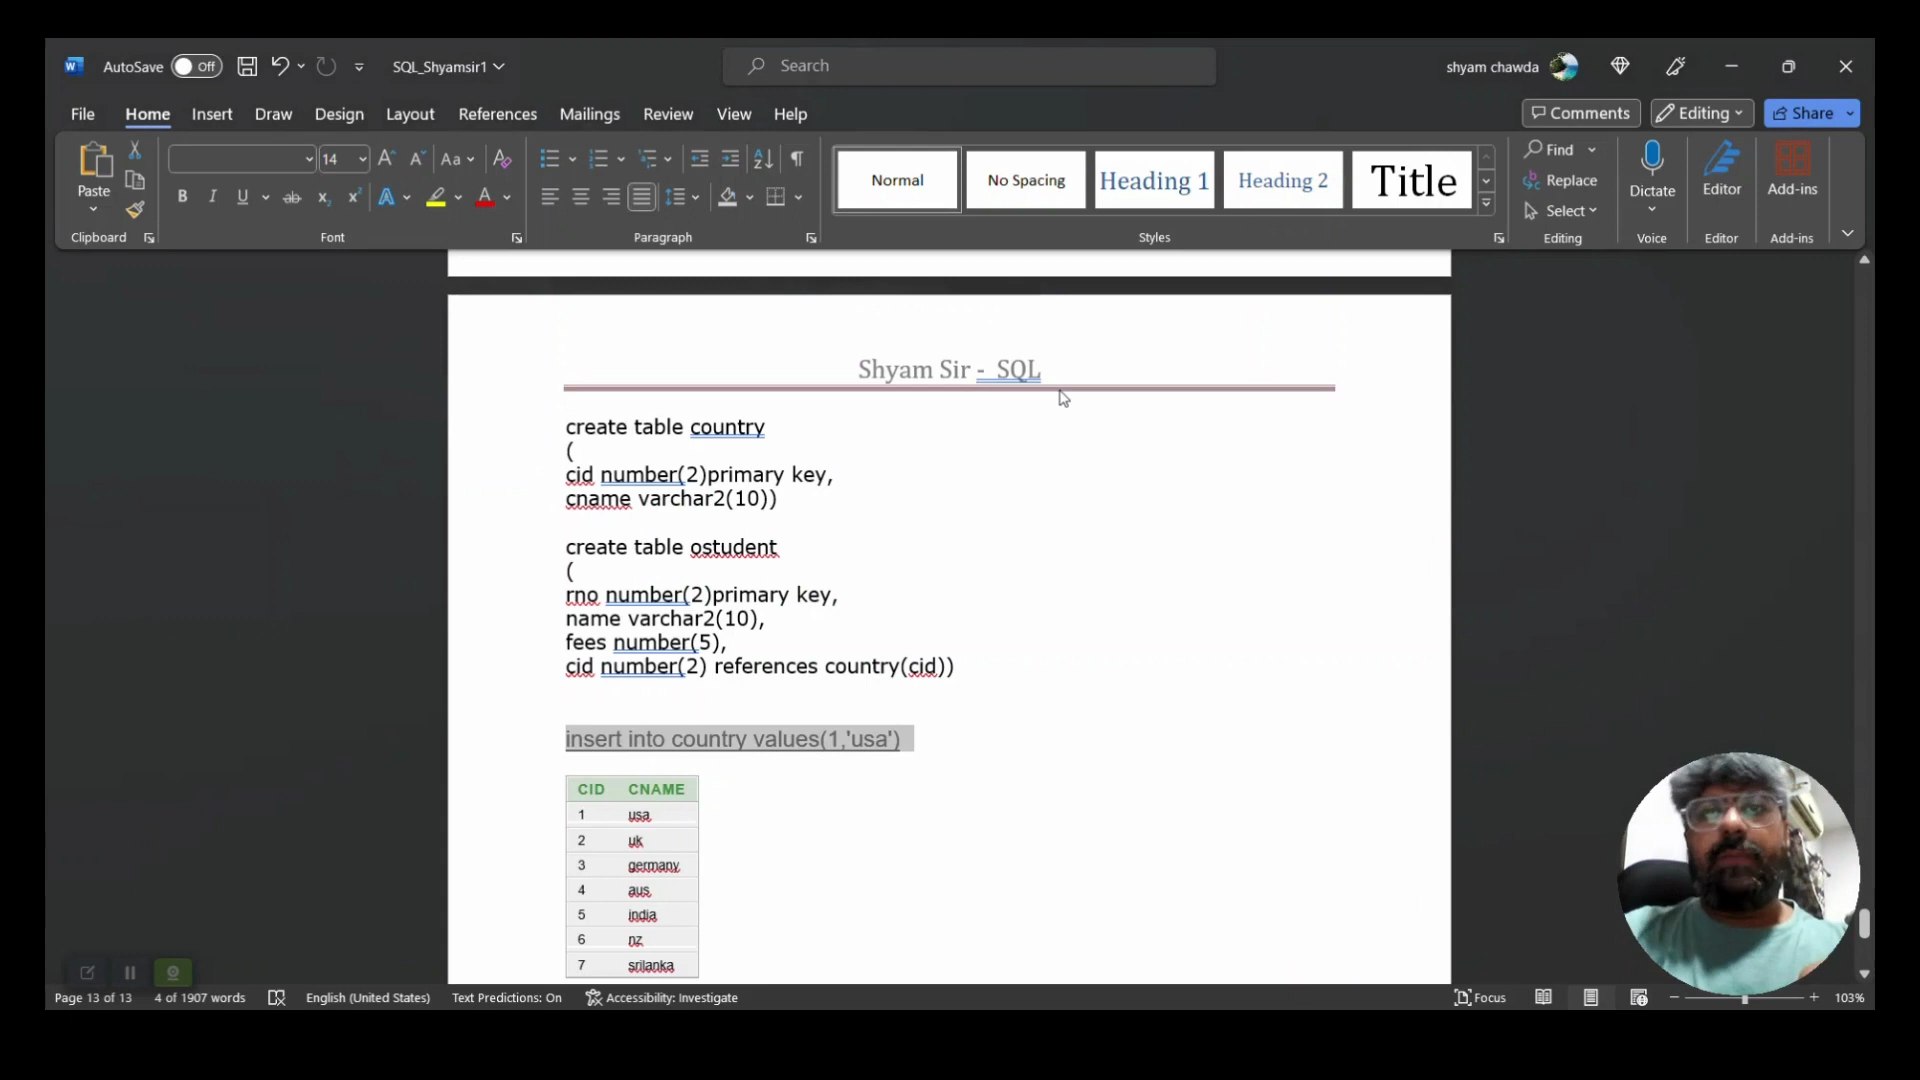 AutoSave Off SQL_Shyamsir1 Search shyam chawda
File Home Insert Draw Design Layout References Mailings Review View Help Comments Editing Share
Paste 14 Aa Normal No Spacing Heading 1 Heading 2 Title Find Replace Select Dictate Editor Add-ins
Clipboard Font Paragraph Styles Editing Voice Editor Add-ins
Shyam Sir - SQL
create table country
(
cid number(2)primary key,
cname varchar2(10))
create table ostudent
(
rno number(2)primary key,
name varchar2(10),
fees number(5),
cid number(2) references country(cid))
insert into country values(1,'usa')
CID CNAME
1 usa
2 uk
3 germany
4 aus
5 india
6 nz
7 srilanka
Page 13 of 13 4 of 1907 words English (United States) Text Predictions: On Accessibility: Investigate Focus 103%